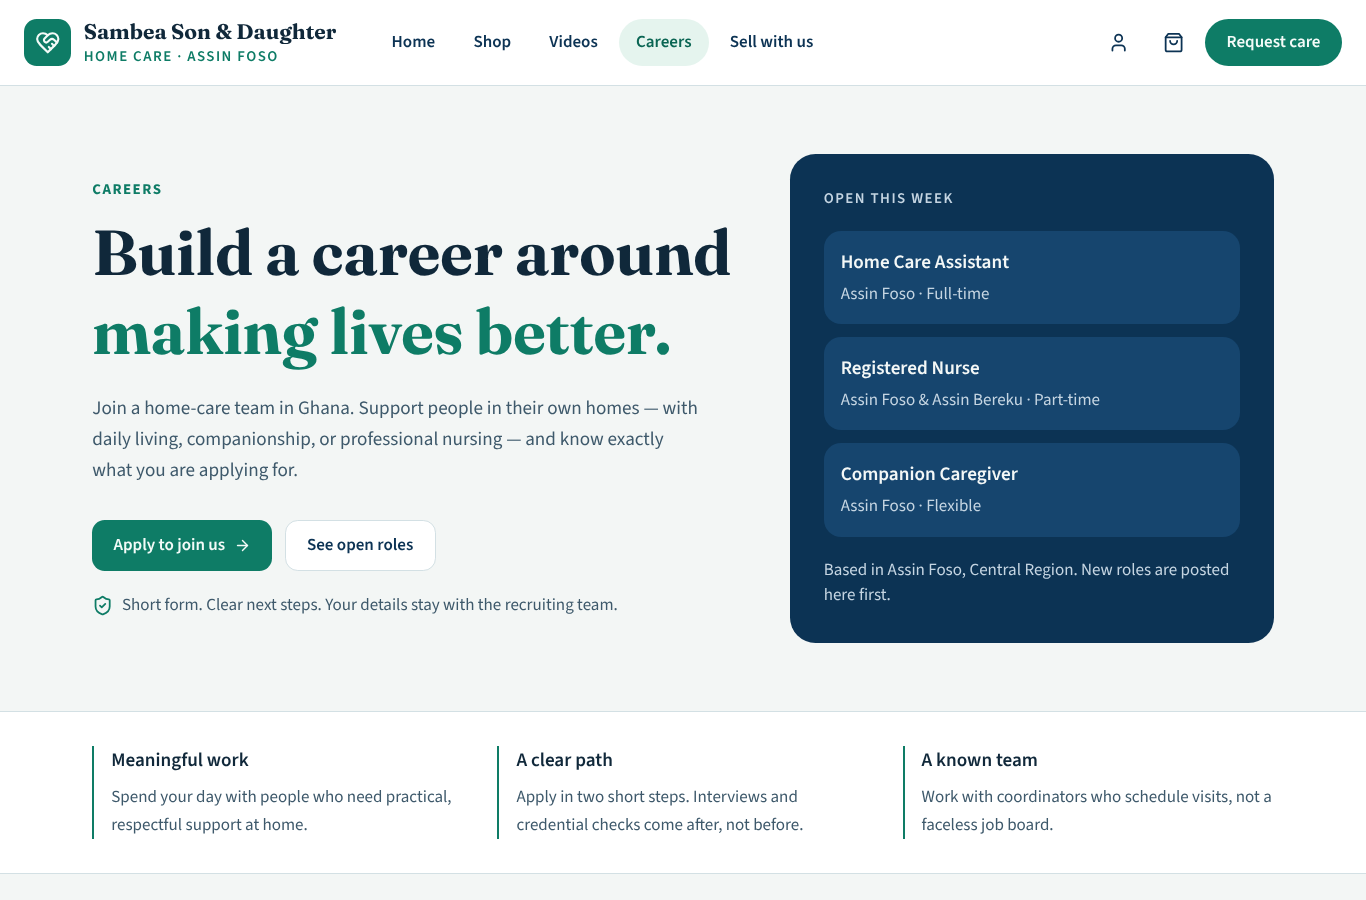 Sambea Son & Daughter
HOME CARE · ASSIN FOSO
Home
Shop
Videos
Careers
Sell with us
Request care
CAREERS
Build a career around
making lives better.
Join a home-care team in Ghana. Support people in their own homes — with
daily living, companionship, or professional nursing — and know exactly
what you are applying for.
Apply to join us
See open roles
Short form. Clear next steps. Your details stay with the recruiting team.
OPEN THIS WEEK
Home Care Assistant
Assin Foso · Full-time
Registered Nurse
Assin Foso & Assin Bereku · Part-time
Companion Caregiver
Assin Foso · Flexible
Based in Assin Foso, Central Region. New roles are posted
here first.
Meaningful work
Spend your day with people who need practical,
respectful support at home.
A clear path
Apply in two short steps. Interviews and
credential checks come after, not before.
A known team
Work with coordinators who schedule visits, not a
faceless job board.